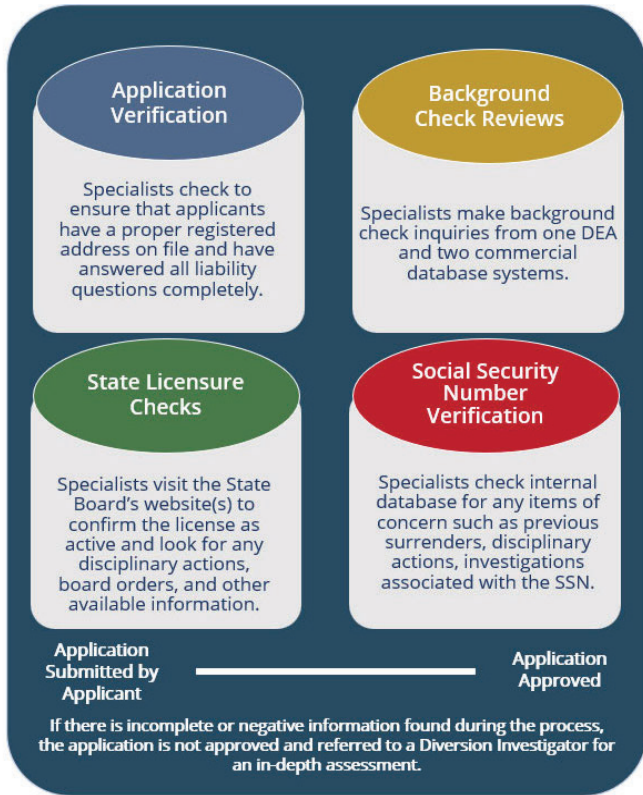 Application
Verification
Specialists check to
ensure that applicants
have a proper registered
address on file and have
answered all liability
questions completely.
Background
Check Reviews
Specialists make background
check inquiries from one DEA
and two commercial
database systems.
State Licensure
Checks
Specialists visit the State
Board's website(s) to
confirm the license as
active and look for any
disciplinary actions,
board orders, and other
available information.
Social Security
Number
Verification
Specialists check internal
database for any items of
concern such as previous
surrenders, disciplinary
actions, investigations
associated with the SSN.
Application
Submitted by
Applicant
Application
Approved
If there is incomplete or negative information found during the process,
the application is not approved and referred to a Diversion Investigator for
an in-depth assessment.